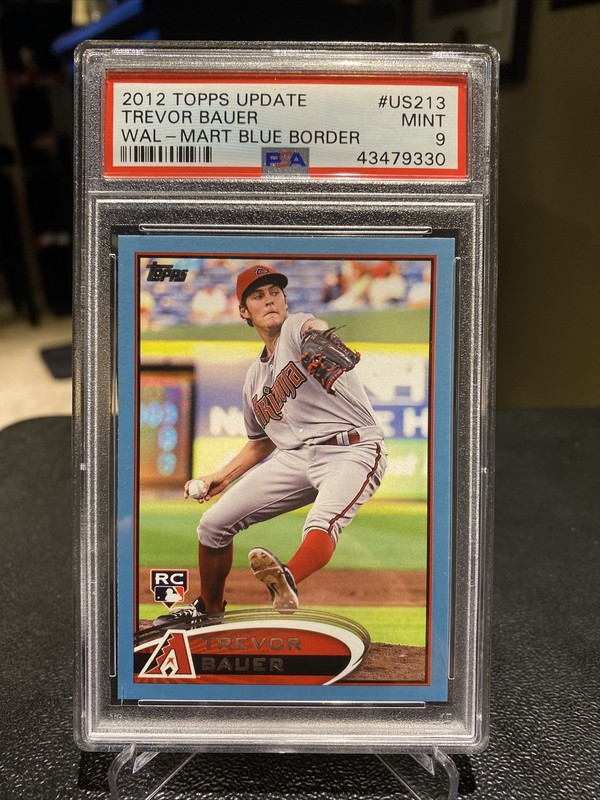 2012 TOPPS UPDATE #US213
TREVOR BAUER MINT
WAL-MART BLUE BORDER 9
PSA 43479330
Topps
RC
TREVOR
BAUER